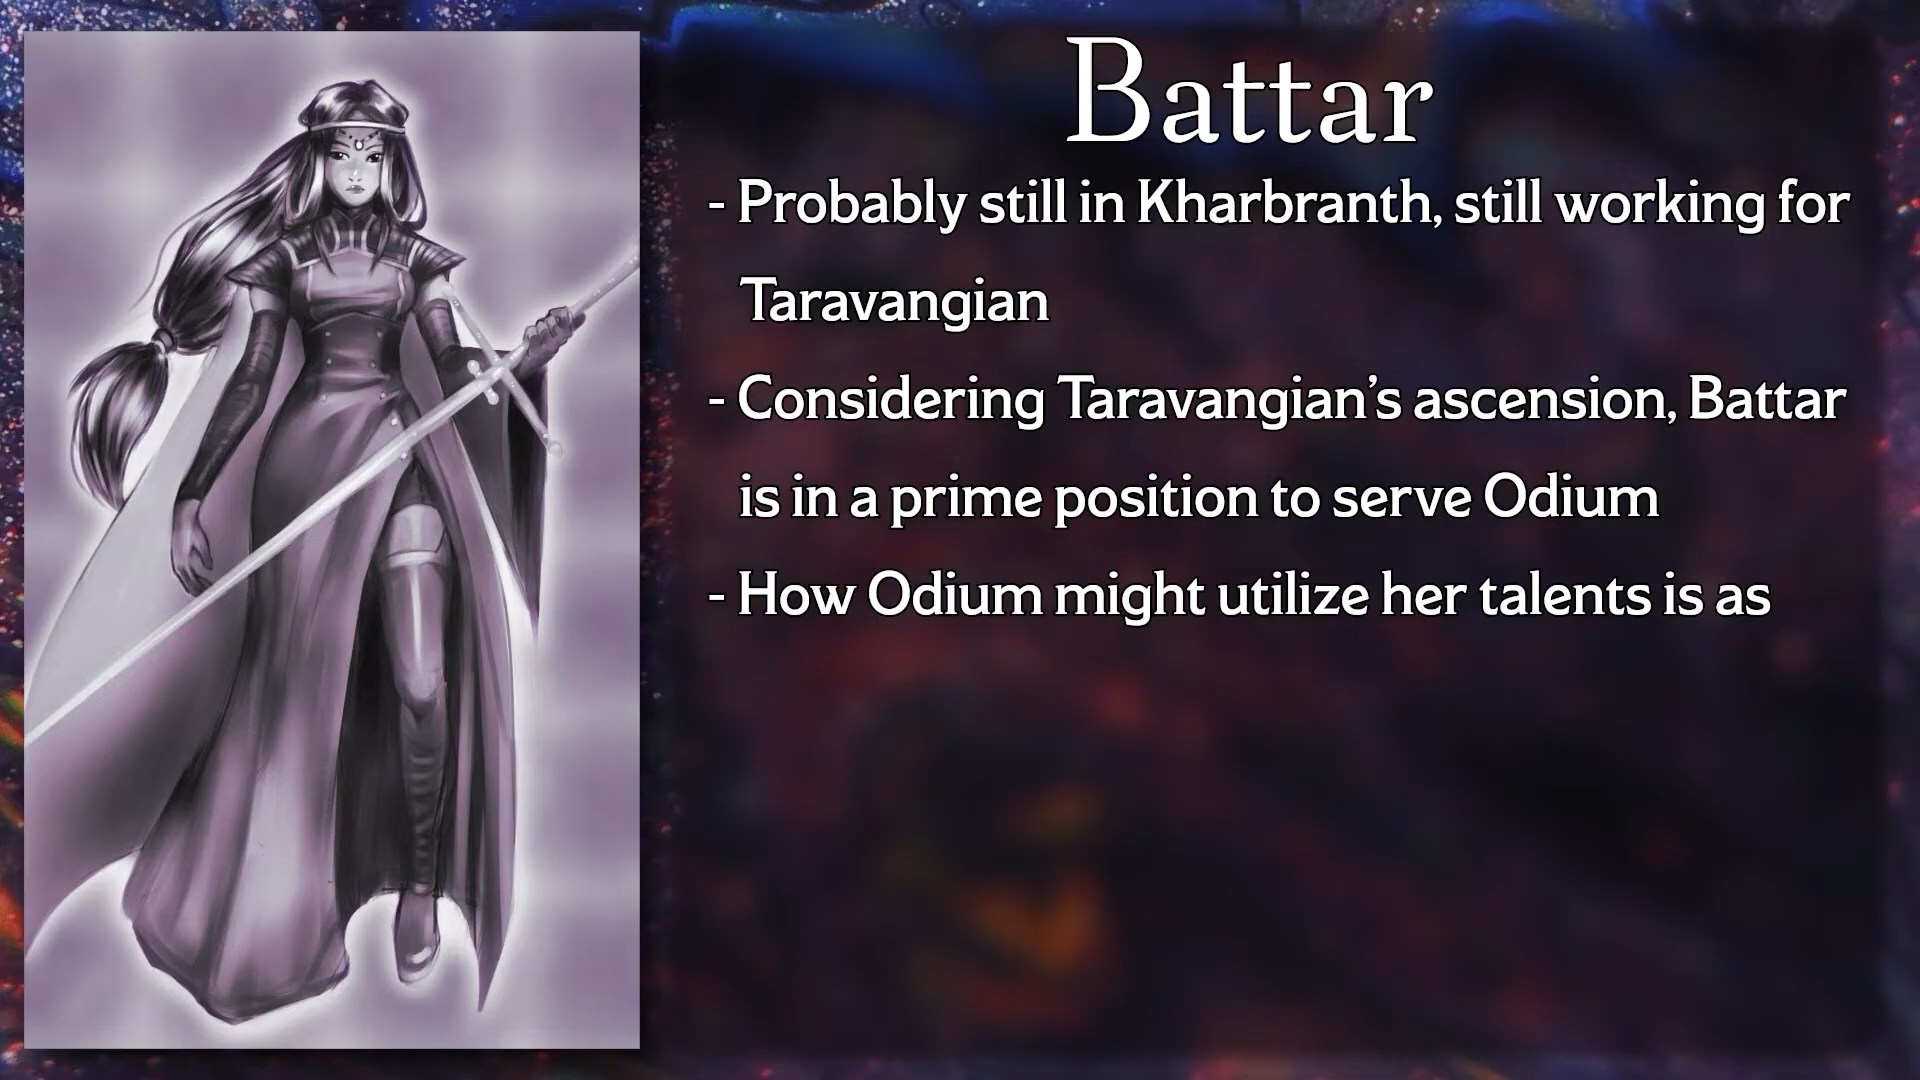 Battar
- Probably still in Kharbranth, still working for
Taravangian
- Considering Taravangian’s ascension, Battar
is in a prime position to serve Odium
- How Odium might utilize her talents is as